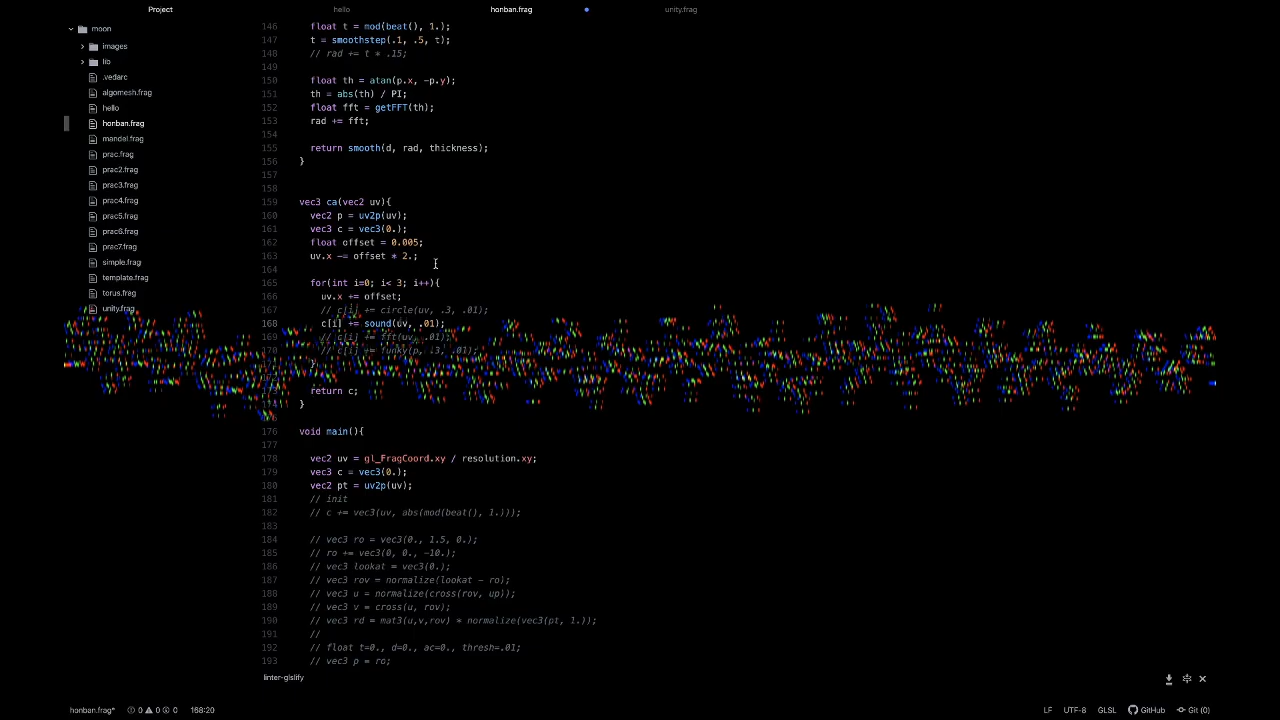 Project
hello
honban.frag
unity.frag
moon
images
lib
.vedarc
algomesh.frag
hello
honban.frag
mandel.frag
prac.frag
prac2.frag
prac3.frag
prac4.frag
prac5.frag
prac6.frag
prac7.frag
simple.frag
template.frag
torus.frag
unity.frag
146 float t = mod(beat(), 1.);
147 t = smoothstep(.1, .5, t);
148 // rad += t * .15;
149
150 float th = atan(p.x, -p.y);
151 th = abs(th) / PI;
152 float fft = getFFT(th);
153 rad += fft;
154
155 return smooth(d, rad, thickness);
156 }
157
158
159 vec3 ca(vec2 uv){
160 vec2 p = uv2p(uv);
161 vec3 c = vec3(0.);
162 float offset = 0.005;
163 uv.x -= offset * 2.;
164
165 for(int i=0; i< 3; i++){
166 uv.x += offset;
167 // c[i] += circle(uv, .3, .01);
168 c[i] += sound(uv, .01);
169 // c[i] += fft(uv, .01);
// c[i] += funky(p, .3, .01);
}
return c;
}
176 void main(){
177
178 vec2 uv = gl_FragCoord.xy / resolution.xy;
179 vec3 c = vec3(0.);
180 vec2 pt = uv2p(uv);
181 // init
182 // c += vec3(uv, abs(mod(beat(), 1.)));
183
184 // vec3 ro = vec3(0., 1.5, 0.);
185 // ro += vec3(0, 0., -10.);
186 // vec3 lookat = vec3(0.);
187 // vec3 rov = normalize(lookat - ro);
188 // vec3 u = normalize(cross(rov, up));
189 // vec3 v = cross(u, rov);
190 // vec3 rd = mat3(u,v,rov) * normalize(vec3(pt, 1.));
191 //
192 // float t=0., d=0., ac=0., thresh=.01;
193 // vec3 p = ro;
linter-glslify
honban.frag* 0 0 0 168:20 LF UTF-8 GLSL GitHub Git (0)